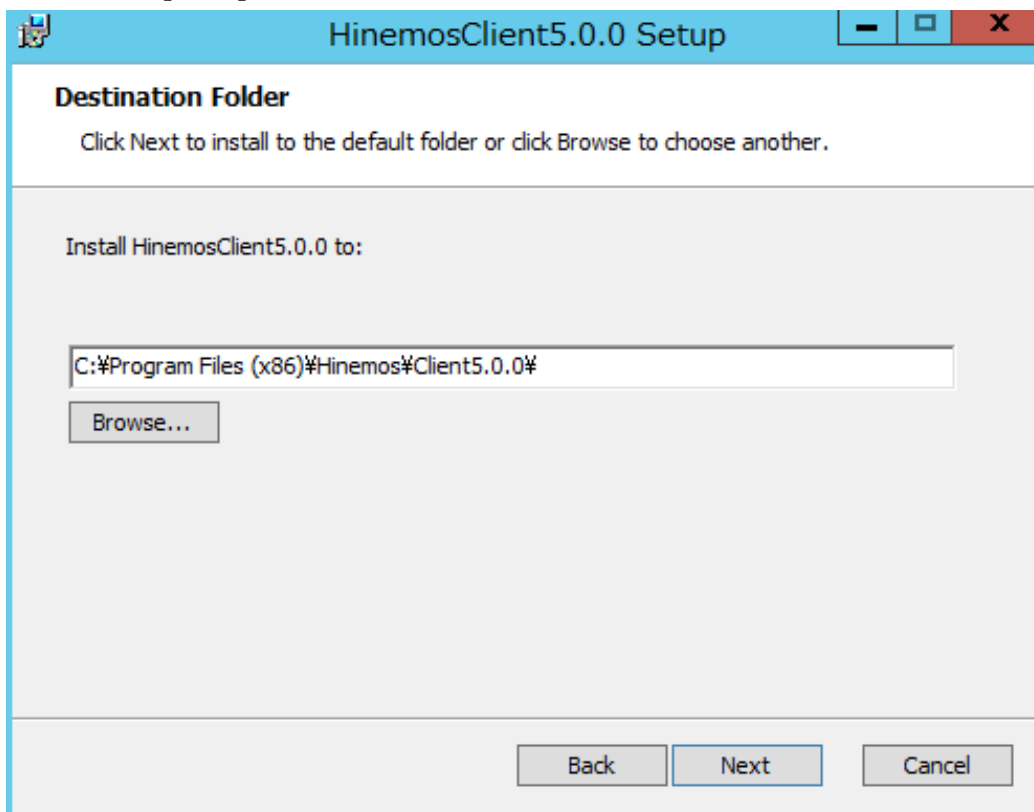 HinemosClient5.0.0 Setup
Destination Folder
Click Next to install to the default folder or click Browse to choose another.
Install HinemosClient5.0.0 to:
C:¥Program Files (x86)¥Hinemos¥Client5.0.0¥
Browse...
Back Next Cancel